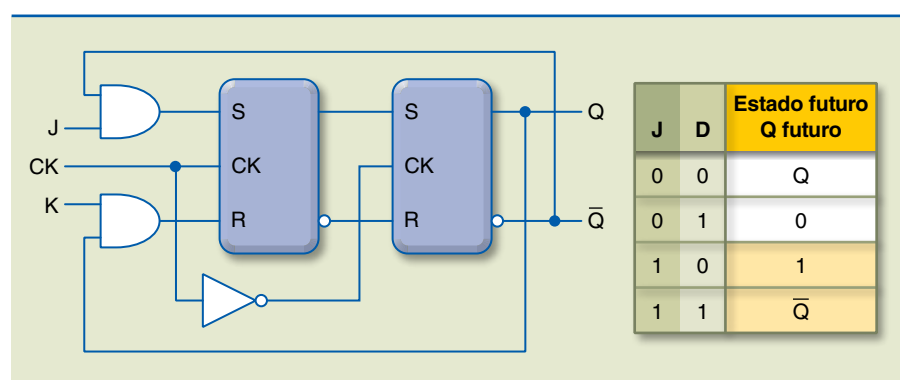 J
CK
K
S
CK
R
S
CK
R
Q
Q̅
J D Estado futuro
Q futuro
0 0 Q
0 1 0
1 0 1
1 1 Q̅